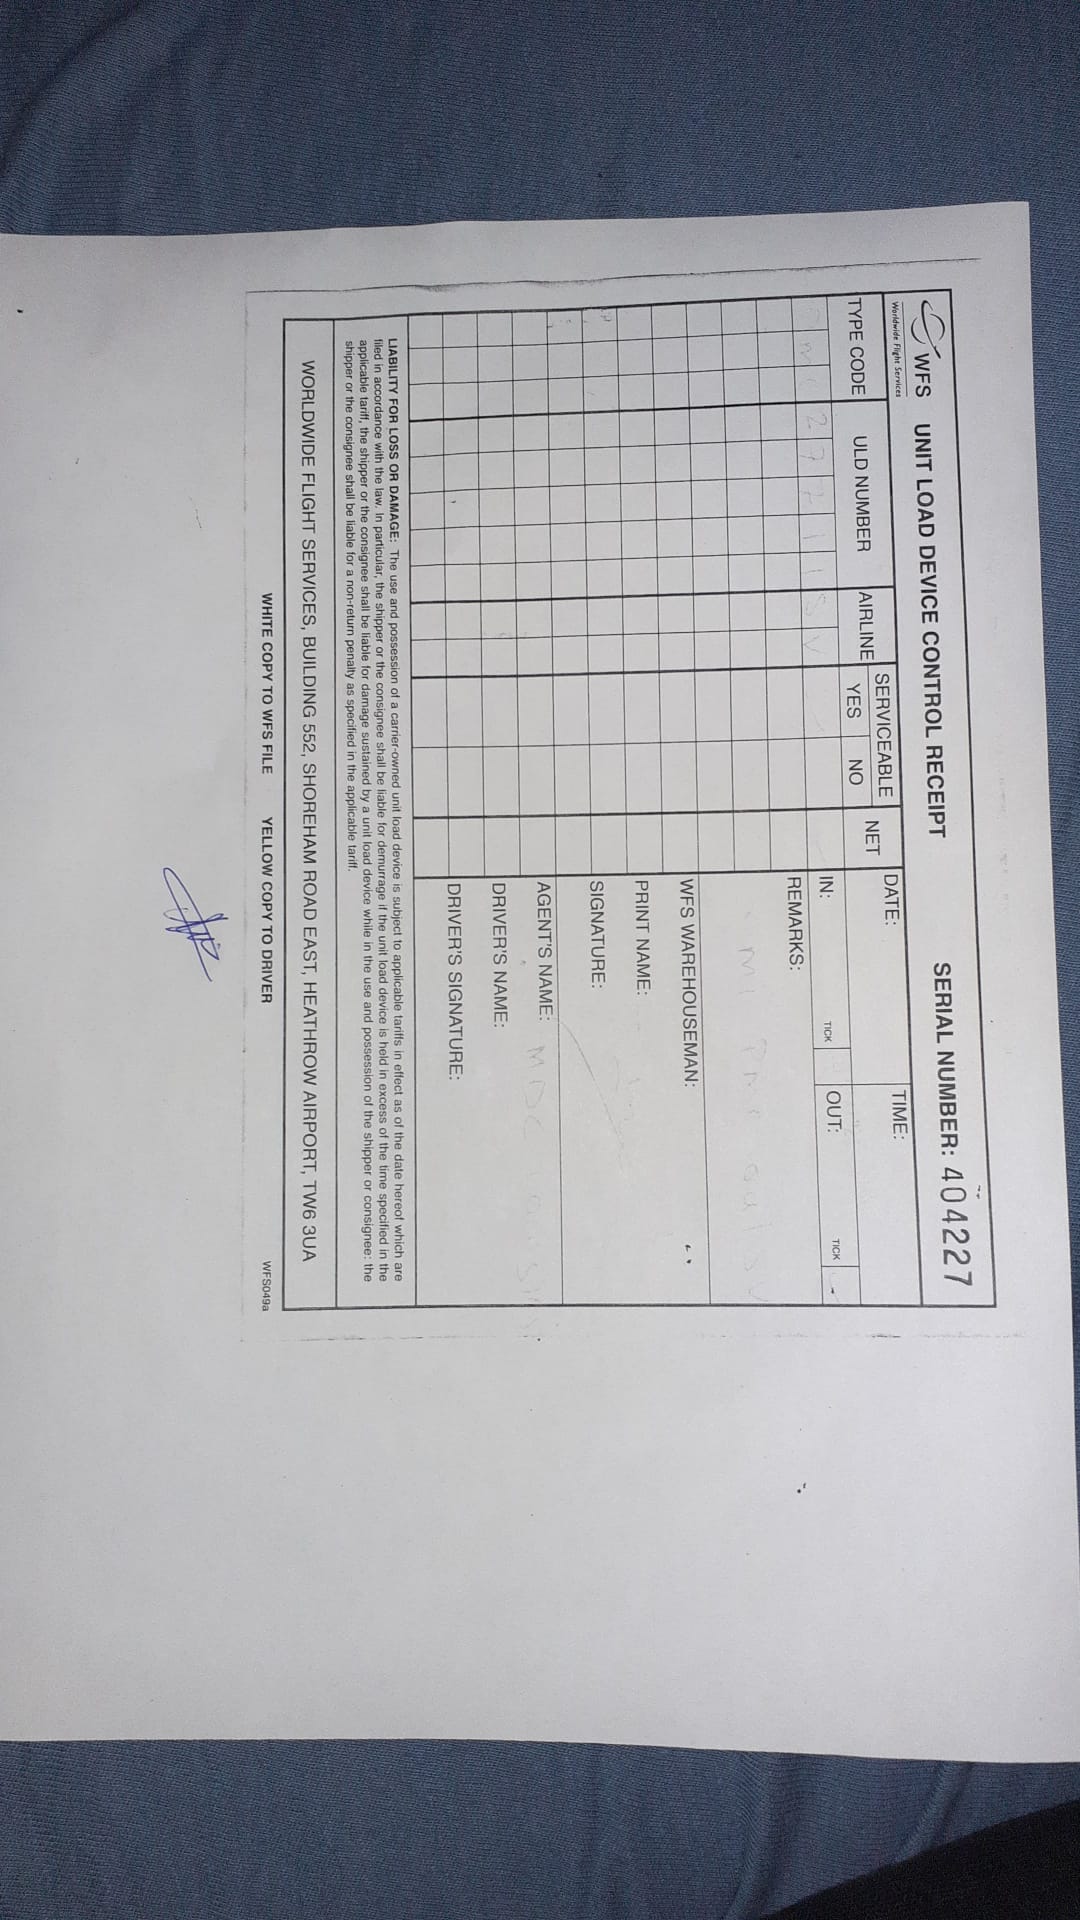 WFS UNIT LOAD DEVICE CONTROL RECEIPT SERIAL NUMBER: 404227
Worldwide Flight Services
TYPE CODE ULD NUMBER AIRLINE SERVICEABLE NET DATE: TIME:
YES NO
IN: TICK OUT: TICK
REMARKS:
WFS WAREHOUSEMAN:
PRINT NAME:
SIGNATURE:
AGENT'S NAME: MDC
DRIVER'S NAME:
DRIVER'S SIGNATURE:
LIABILITY FOR LOSS OR DAMAGE: The use and possession of a carrier-owned unit load device is subject to applicable tariffs in effect as of the date hereof which are
filed in accordance with the law. In particular, the shipper or the consignee shall be liable for demurrage if the unit load device is held in excess of the time specified in the
applicable tariff, the shipper or the consignee shall be liable for damage sustained by a unit load device while in the use and possession of the shipper or consignee: the
shipper or the consignee shall be liable for a non-return penalty as specified in the applicable tariff.
WORLDWIDE FLIGHT SERVICES, BUILDING 552, SHOREHAM ROAD EAST, HEATHROW AIRPORT, TW6 3UA
WHITE COPY TO WFS FILE YELLOW COPY TO DRIVER WFS049a